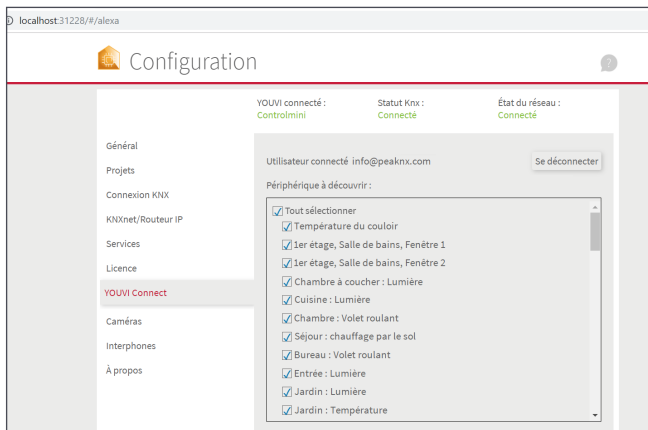 localhost:31228/#/alexa
Configuration
?
YOUVI connecté :
Controlmini
Statut Knx :
Connecté
État du réseau :
Connecté
Général
Projets
Connexion KNX
KNXnet/Routeur IP
Services
Licence
YOUVI Connect
Caméras
Interphones
À propos
Utilisateur connecté info@peaknx.com
Se déconnecter
Périphérique à découvrir :
Tout sélectionner
Température du couloir
1er étage, Salle de bains, Fenêtre 1
1er étage, Salle de bains, Fenêtre 2
Chambre à coucher : Lumière
Cuisine : Lumière
Chambre : Volet roulant
Séjour : chauffage par le sol
Bureau : Volet roulant
Entrée : Lumière
Jardin : Lumière
Jardin : Température